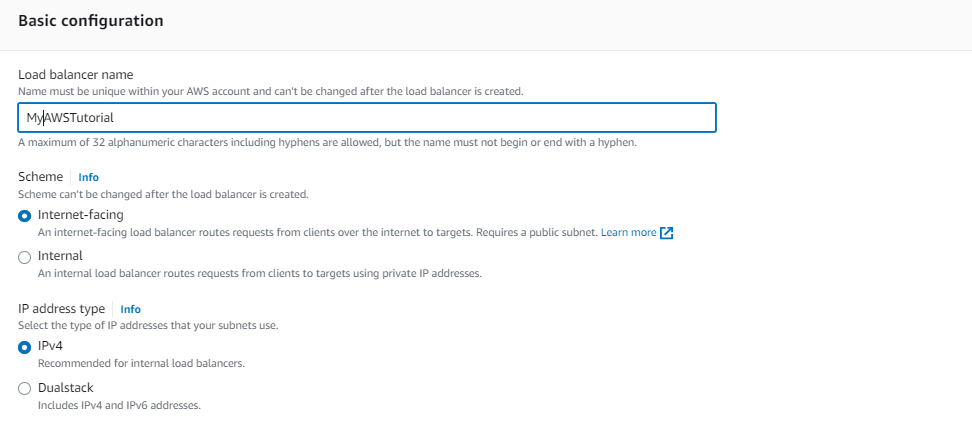 Basic configuration
Load balancer name
Name must be unique within your AWS account and can't be changed after the load balancer is created.
MyAWSTutorial
A maximum of 32 alphanumeric characters including hyphens are allowed, but the name must not begin or end with a hyphen.
Scheme Info
Scheme can't be changed after the load balancer is created.
Internet-facing
An internet-facing load balancer routes requests from clients over the internet to targets. Requires a public subnet. Learn more
Internal
An internal load balancer routes requests from clients to targets using private IP addresses.
IP address type Info
Select the type of IP addresses that your subnets use.
IPv4
Recommended for internal load balancers.
Dualstack
Includes IPv4 and IPv6 addresses.